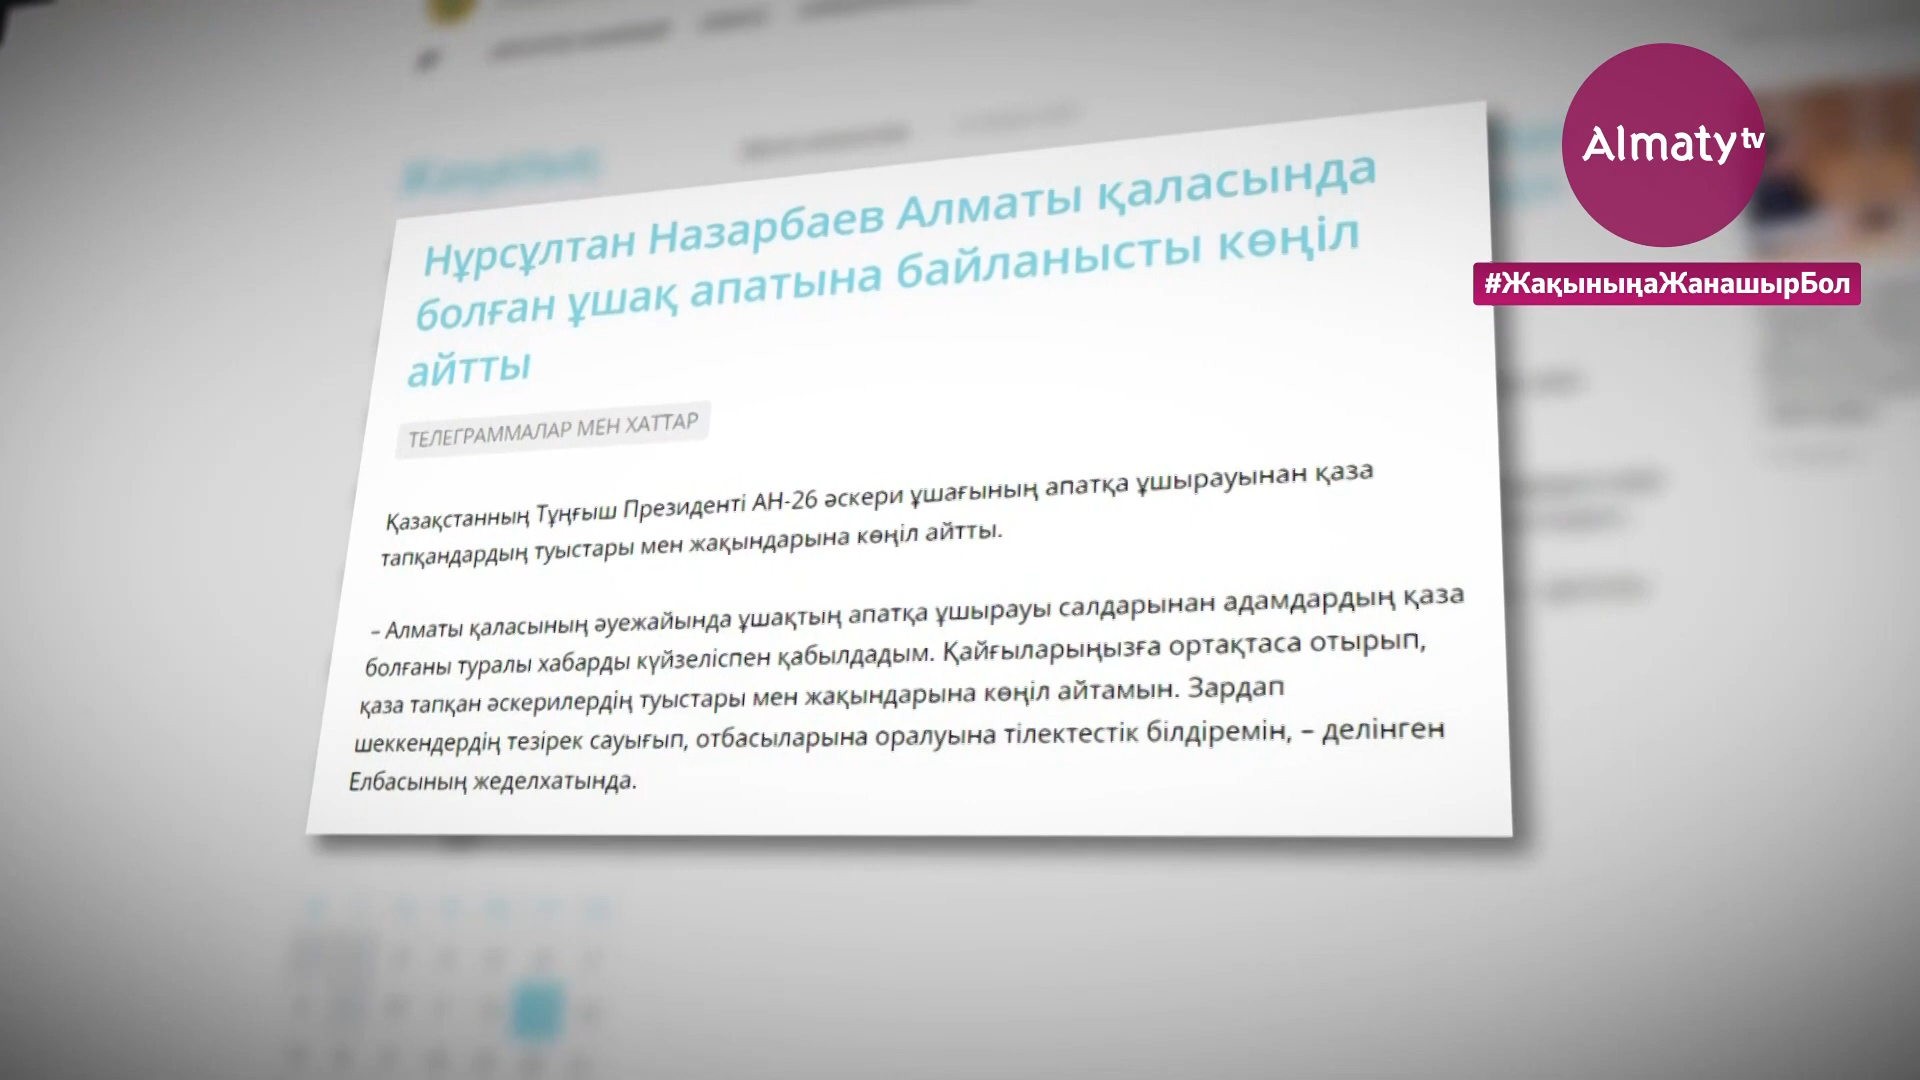 Almaty tv
#ЖақыныңаЖанашырБол
Нұрсұлтан Назарбаев Алматы қаласында
болған ұшақ апатына байланысты көңіл
айтты
ТЕЛЕГРАММАЛАР МЕН ХАТТАР
Қазақстанның Тұңғыш Президенті АН-26 әскери ұшағының апатқа ұшырауынан қаза
тапқандардың туыстары мен жақындарына көңіл айтты.
– Алматы қаласының әуежайында ұшақтың апатқа ұшырауы салдарынан адамдардың қаза
болғаны туралы хабарды күйзеліспен қабылдадым. Қайғыларыңызға ортақтаса отырып,
қаза тапқан әскерилердің туыстары мен жақындарына көңіл айтамын. Зардап
шеккендердің тезірек сауығып, отбасыларына оралуына тілектестік білдіремін, – делінген
Елбасының жеделхатында.